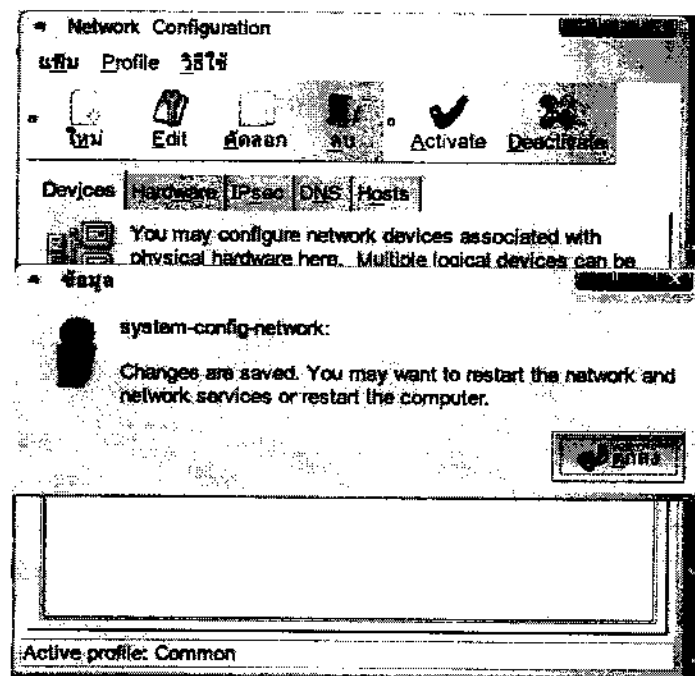 Network Configuration
แฟ้ม Profile วิธีใช้
ใหม่ Edit คัดลอก ลบ Activate Deactivate
Devices Hardware IPsec DNS Hosts
You may configure network devices associated with
physical hardware here. Multiple logical devices can be
ข้อมูล
system-config-network:
Changes are saved. You may want to restart the network and
network services or restart the computer.
ตกลง
Active profile: Common